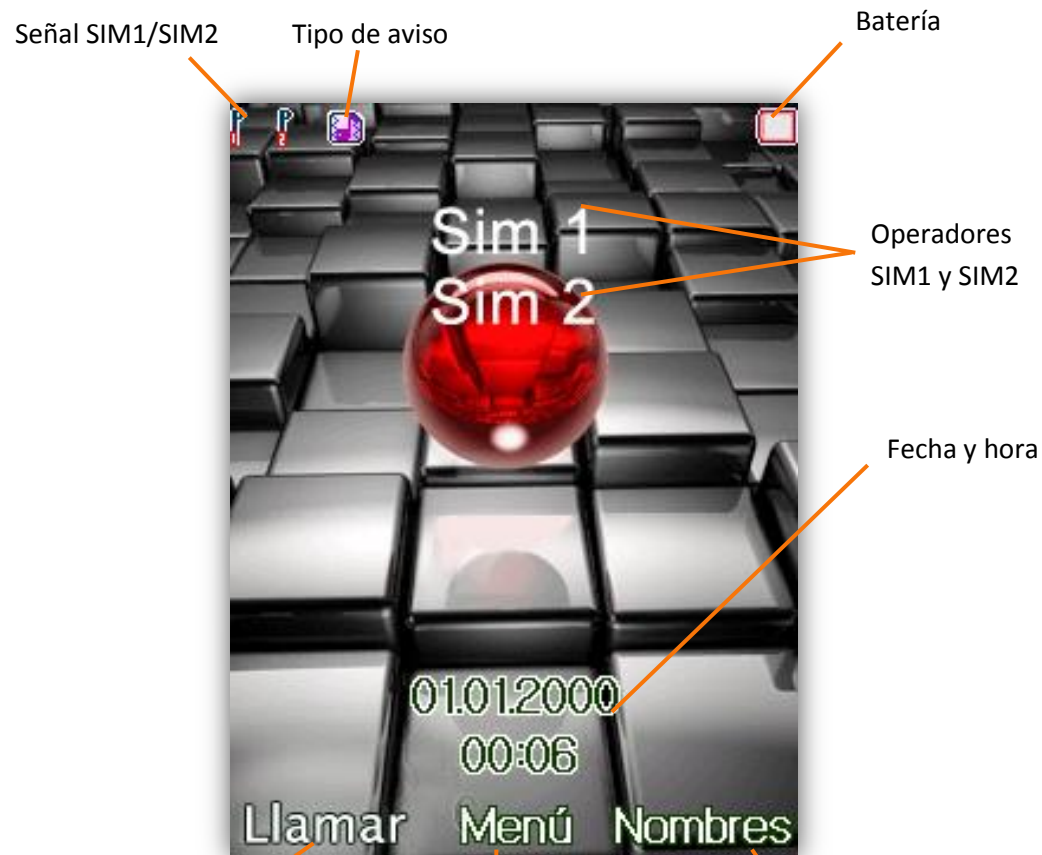 Señal SIM1/SIM2
Tipo de aviso
Batería
Sim 1
Sim 2
Operadores
SIM1 y SIM2
Fecha y hora
01.01.2000
00:06
Llamar
Menú
Nombres